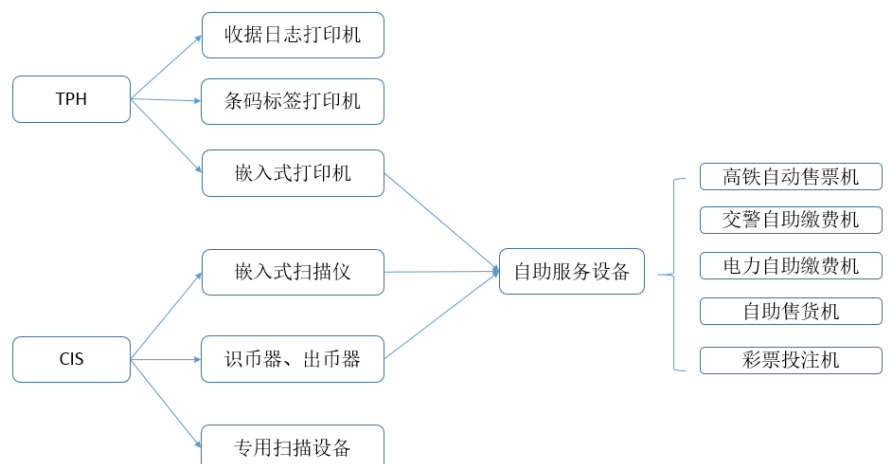 收据日志打印机
TPH
条码标签打印机
嵌入式打印机
高铁自动售票机
交警自助缴费机
嵌入式扫描仪
自助服务设备
电力自助缴费机
自助售货机
CIS
识币器、出币器
彩票投注机
专用扫描设备